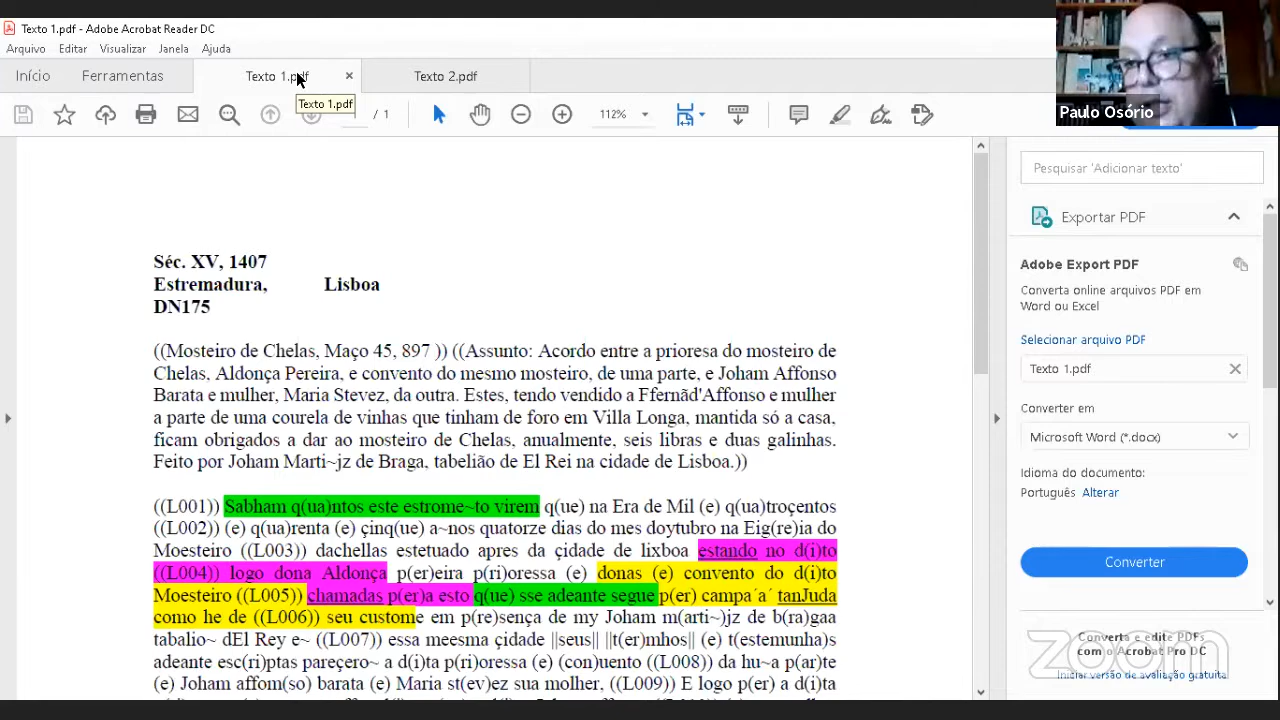 Texto 1.pdf - Adobe Acrobat Reader DC
Arquivo Editar Visualizar Janela Ajuda
Início Ferramentas Texto 1.pdf × Texto 2.pdf
Texto 1.pdf
/ 1 112%
Paulo Osório
Pesquisar 'Adicionar texto'
Exportar PDF
Adobe Export PDF
Converta online arquivos PDF em
Word ou Excel
Selecionar arquivo PDF
Texto 1.pdf
Converter em
Microsoft Word (*.docx)
Idioma do documento:
Português Alterar
Converter
Converta e edite PDFs
com o Acrobat Pro DC
Iniciar versão de avaliação gratuita
zoom
Séc. XV, 1407
Estremadura, Lisboa
DN175
((Mosteiro de Chelas, Maço 45, 897 )) ((Assunto: Acordo entre a prioresa do mosteiro de
Chelas, Aldonça Pereira, e convento do mesmo mosteiro, de uma parte, e Joham Affonso
Barata e mulher, Maria Stevez, da outra. Estes, tendo vendido a Ffernãd'Affonso e mulher
a parte de uma courela de vinhas que tinham de foro em Villa Longa, mantida só a casa,
ficam obrigados a dar ao mosteiro de Chelas, anualmente, seis libras e duas galinhas.
Feito por Joham Marti~jz de Braga, tabelião de El Rei na cidade de Lisboa.))
((L001)) Sabham q(ua)ntos este estrome~to virem q(ue) na Era de Mil (e) q(ua)troçentos
((L002)) (e) q(ua)renta (e) çinq(ue) a~nos quatorze dias do mes doytubro na Eig(re)ia do
Moesteiro ((L003)) dachellas estetuado apres da çidade de lixboa estando no d(i)to
((L004)) logo dona Aldonça p(er)eira p(ri)oressa (e) donas (e) convento do d(i)to
Moesteiro ((L005)) chamadas p(er)a esto q(ue) sse adeante segue p(er) campa´a´ tanJuda
como he de ((L006)) seu custome em p(re)sença de my Joham m(arti~)jz de b(ra)gaa
tabalio~ dEl Rey e~ ((L007)) essa meesma çidade ||seus|| ||t(er)mhos|| (e) t(estemunha)s
adeante esc(ri)ptas pareçero~ a d(i)ta p(ri)oressa (e) (con)uento ((L008)) da hu~a p(ar)te
(e) Joham affom(so) barata (e) Maria st(ev)ez sua molher, ((L009)) E logo p(er) a d(i)ta